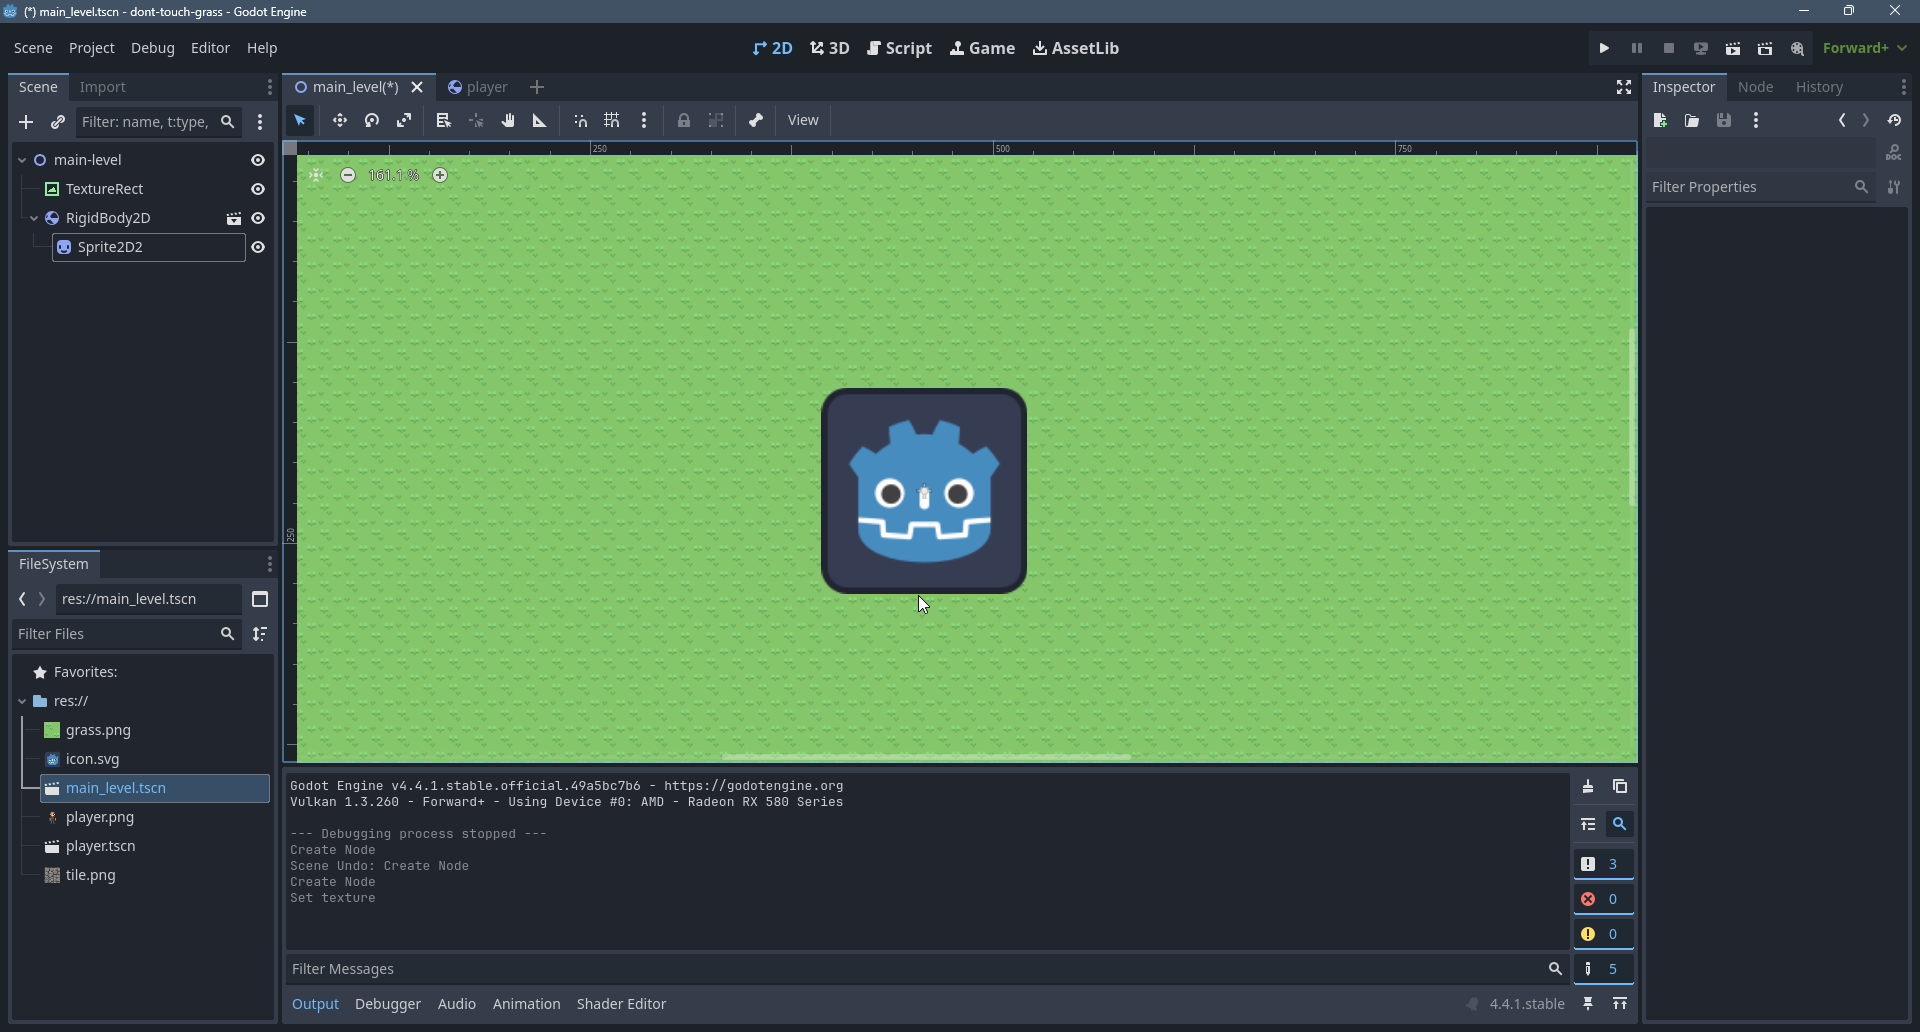 (*) main_level.tscn - dont-touch-grass - Godot Engine
Scene Project Debug Editor Help
2D 3D Script Game AssetLib
Forward+
Scene Import
main_level(*) player
Inspector Node History
Filter: name, t:type,
View
main-level
TextureRect
RigidBody2D
Sprite2D2
250 500 750
161.1 %
250
Filter Properties
FileSystem
res://main_level.tscn
Filter Files
Favorites:
res://
grass.png
icon.svg
main_level.tscn
player.png
player.tscn
tile.png
Godot Engine v4.4.1.stable.official.49a5bc7b6 - https://godotengine.org
Vulkan 1.3.260 - Forward+ - Using Device #0: AMD - Radeon RX 580 Series
--- Debugging process stopped ---
Create Node
Scene Undo: Create Node
Create Node
Set texture
3
0
0
5
Filter Messages
Output Debugger Audio Animation Shader Editor
4.4.1.stable